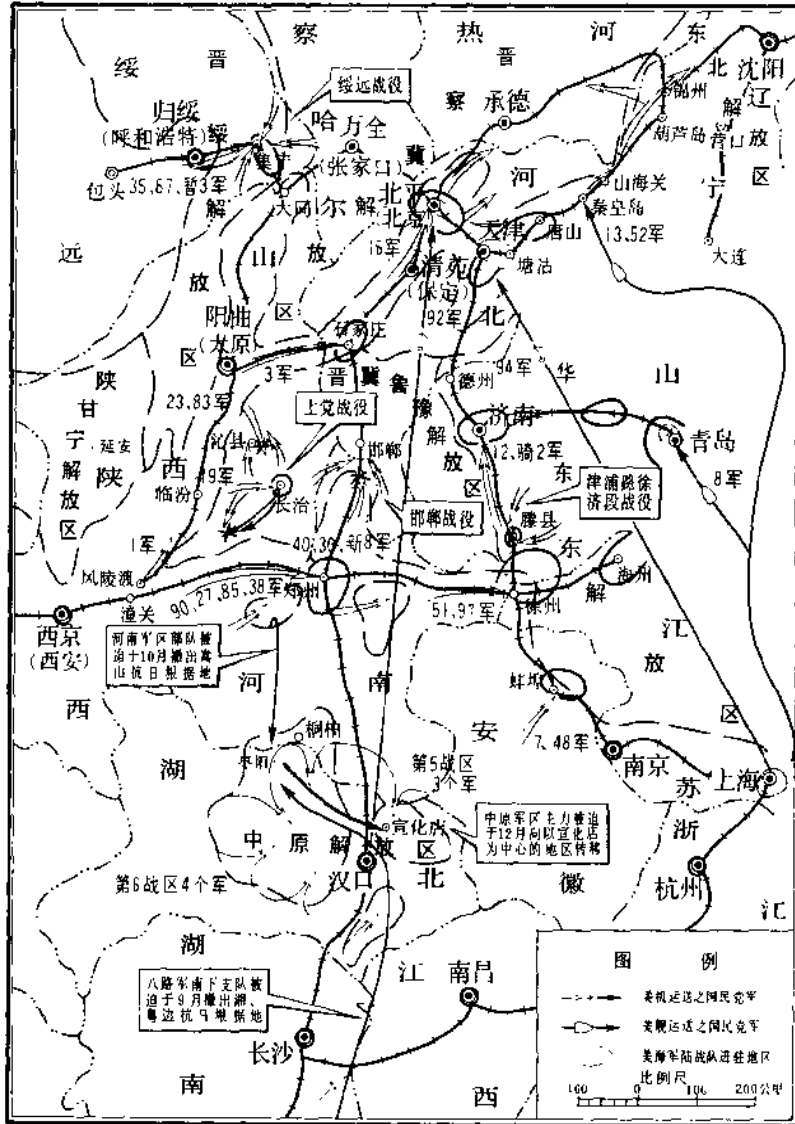 绥
晋
察
热
晋
河
东
北
沈阳
辽
解
放
区
宁
绥远战役
归绥
(呼和浩特)
绥
哈
万全
(张家口)
察
承德
冀
锦州
葫芦岛
营口
包头
35,67,暂3军
集宁
大同
尔
解
放
区
北平
河
山海关
秦皇岛
13,52军
唐山
天津
塘沽
大连
远
解
放
区
山
16军
清苑
(保定)
92军
北
阳曲
(太原)
石家庄
3军
晋
冀
鲁
豫
解
放
区
94军
华
山
德州
济南
青岛
8军
陕
甘
宁
解
放
区
延安
陕
23,83军
上党战役
沁县
西
19军
临汾
长治
邯郸
邯郸战役
12,骑2军
东
津浦路徐
济段战役
滕县
1军
风陵渡
潼关
西京
(西安)
90,27,85,38军
郑州
51,97军
徐州
东
海州
解
放
区
江
河南军区部队被
迫于10月撤出嵩
山抗日根据地
河
南
西
蚌埠
7,48军
安
南京
苏
上海
湖
桐柏
枣阳
第5战区
3个军
中
原
解
放
区
宣化店
中原军区主力被迫
于12月向以宣化店
为中心的地区转移
浙
杭州
江
第6战区4个军
汉口
北
徽
湖
八路军南下支队被
迫于9月撤出湘、
粤边抗日根据地
江
南昌
长沙
南
西
图 例
美机运送之国民党军
美舰运送之国民党军
美海军陆战队进驻地区
比例尺
100 0 100 200公里